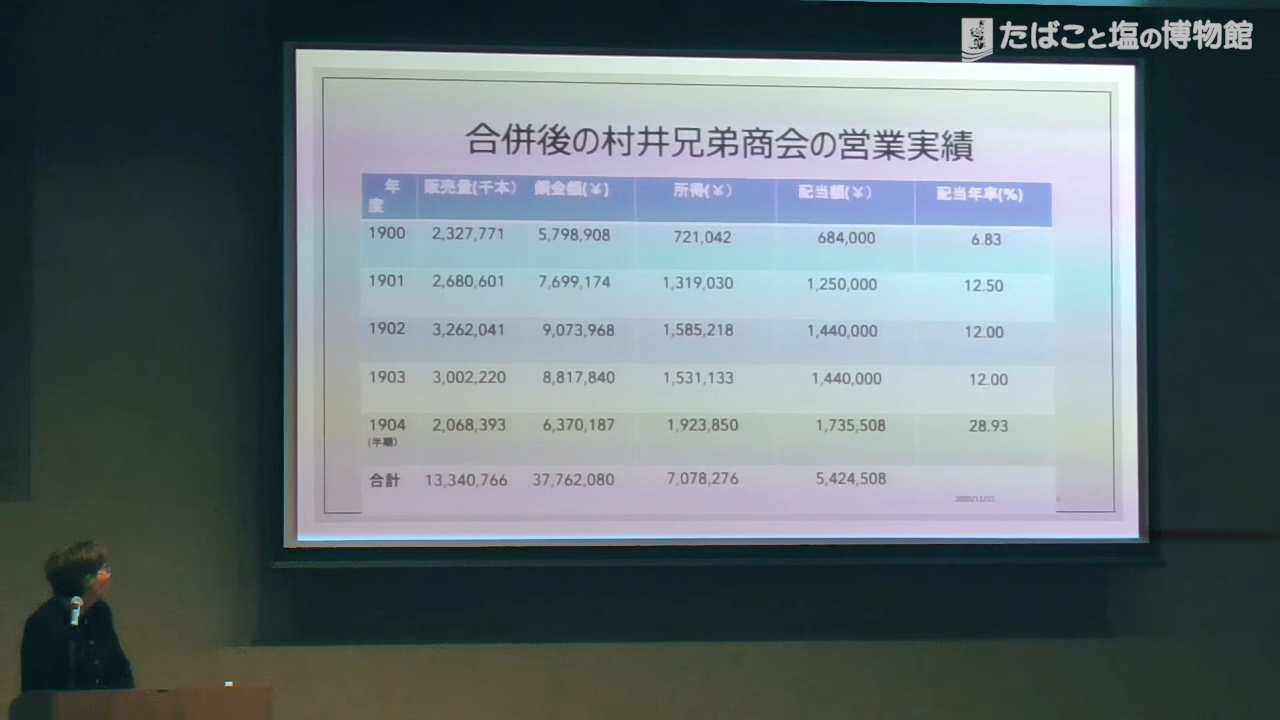 たばこと塩の博物館
合併後の村井兄弟商会の営業実績
年度 販売量(千本) 同金額(￥) 所得(￥) 配当額(￥) 配当年率(%)
1900 2,327,771 5,798,908 721,042 684,000 6.83
1901 2,680,601 7,699,174 1,319,030 1,250,000 12.50
1902 3,262,041 9,073,968 1,585,218 1,440,000 12.00
1903 3,002,220 8,817,840 1,531,133 1,440,000 12.00
1904 2,068,393 6,370,187 1,923,850 1,735,508 28.93
(半期)
合計 13,340,766 37,762,080 7,078,276 5,424,508